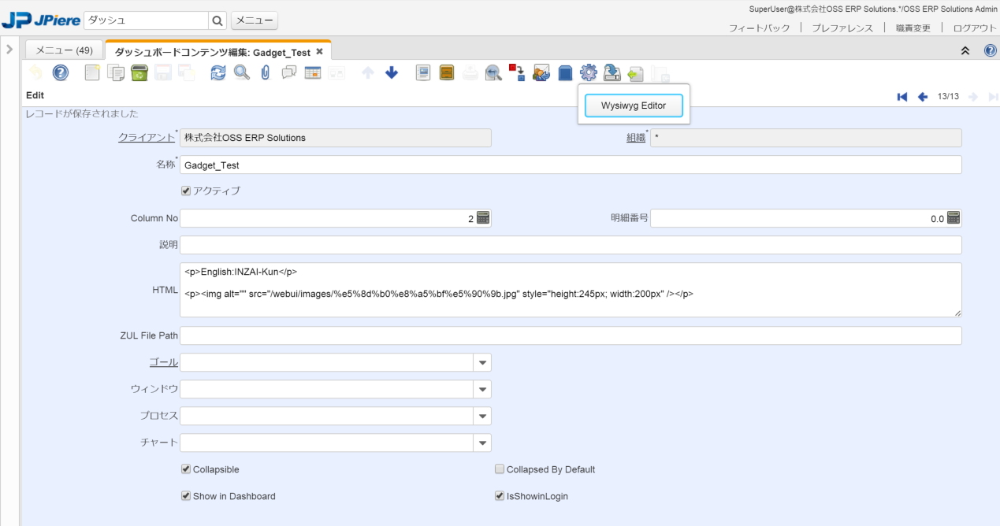 SuperUser@株式会社OSS ERP Solutions.*/OSS ERP Solutions Admin
JPiere ダッシュ メニュー
フィートバック プレファレンス 職責変更 ログアウト
メニュー (49) ダッシュボードコンテンツ編集: Gadget_Test
Edit 13/13
Wysiwyg Editor
レコードが保存されました
クライアント* 株式会社OSS ERP Solutions 組織* *
名称* Gadget_Test
アクティブ
Column No 2 明細番号 0.0
説明
HTML
<p>English:INZAI-Kun</p>
<p><img alt="" src="/webui/images/%e5%8d%b0%e8%a5%bf%e5%90%9b.jpg" style="height:245px; width:200px" /></p>
ZUL File Path
ゴール
ウィンドウ
プロセス
チャート
Collapsible Collapsed By Default
Show in Dashboard IsShowinLogin